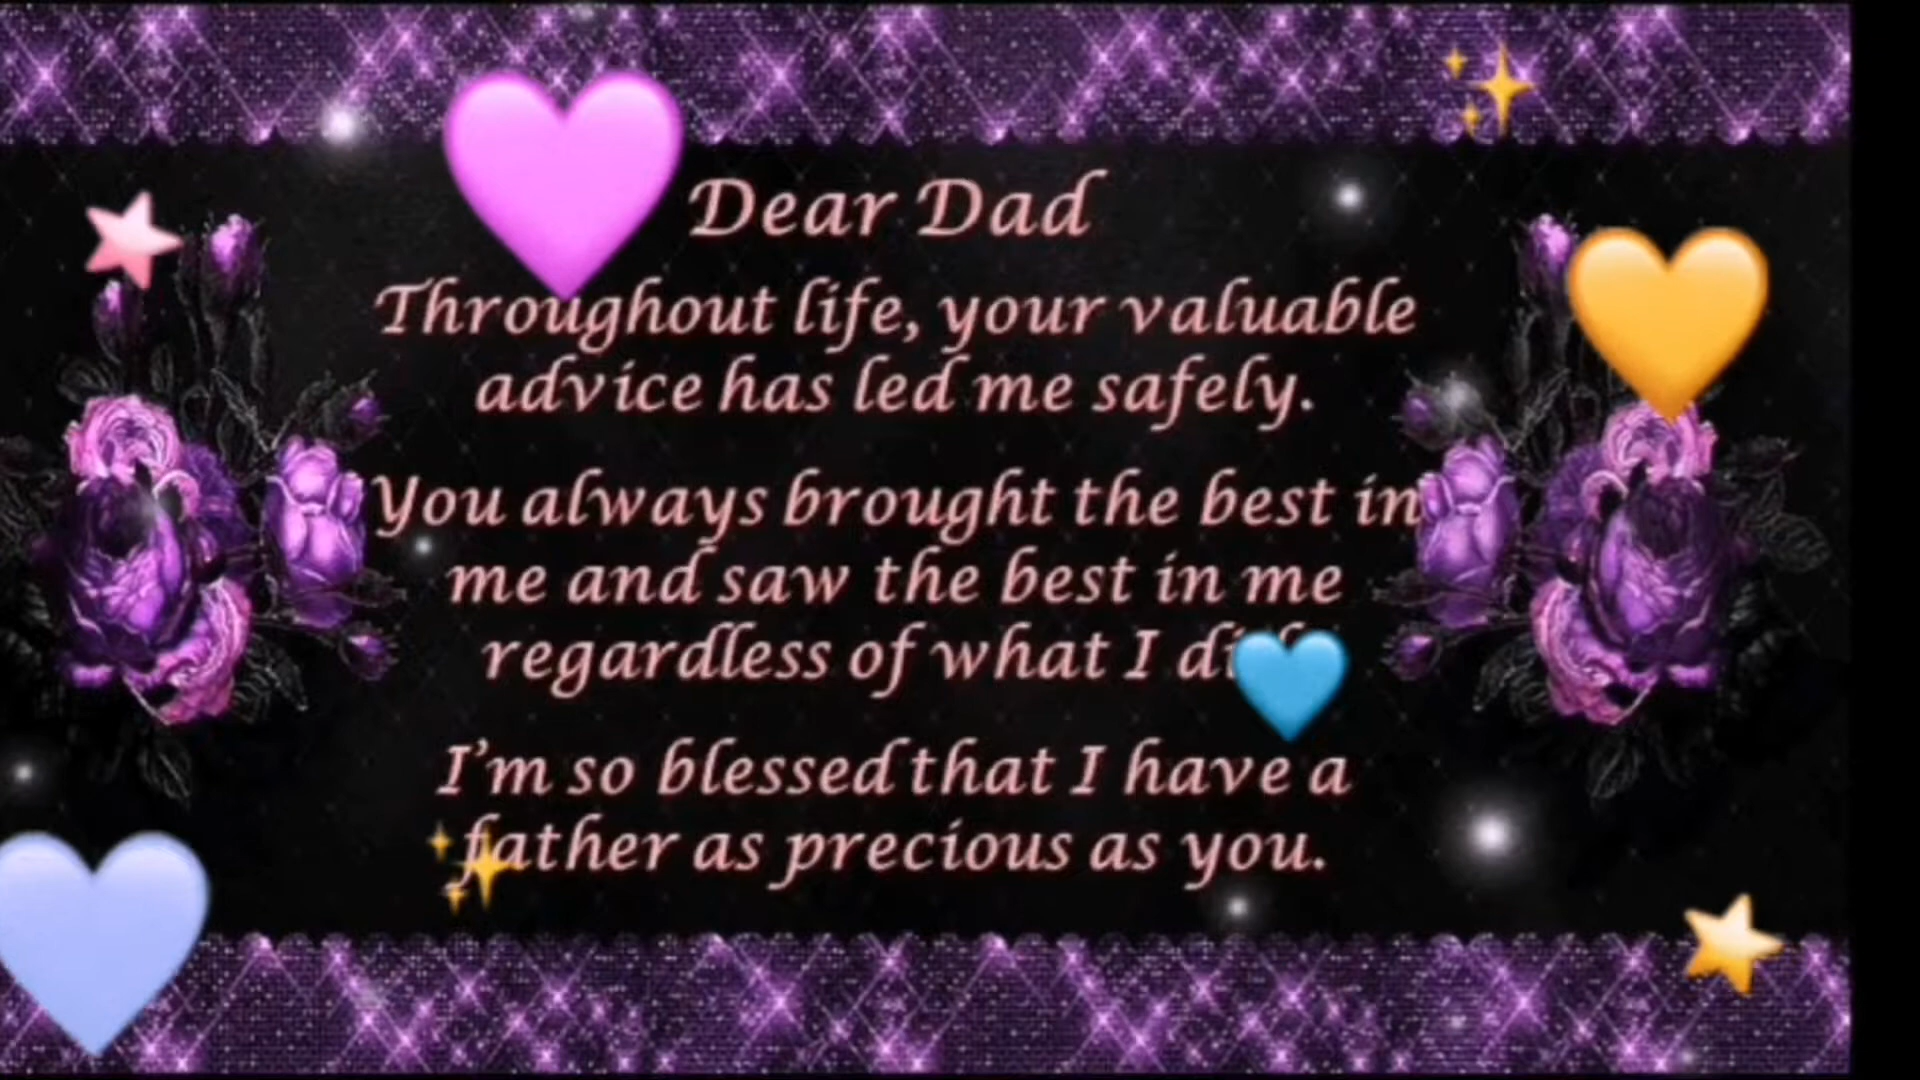 Dear Dad
Throughout life, your valuable
advice has led me safely.
You always brought the best in
me and saw the best in me
regardless of what I
I'm so blessed that I have a
father as precious as you.